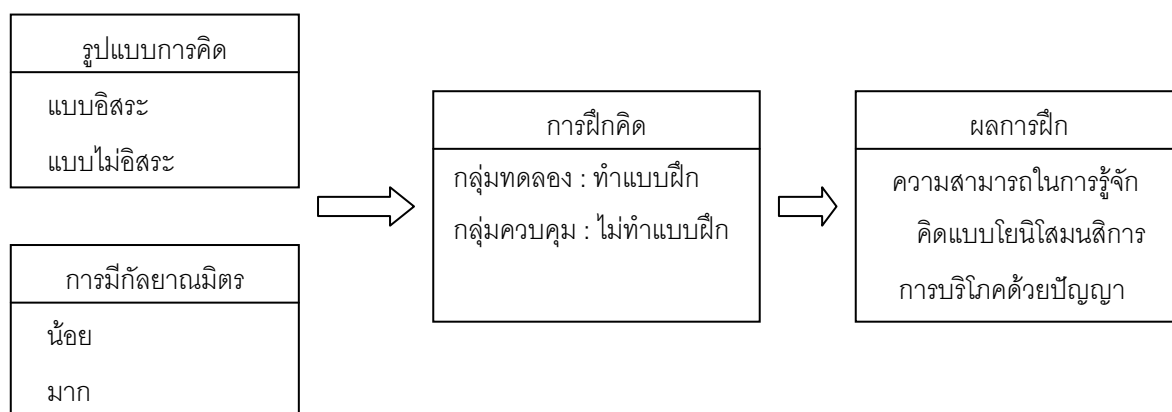 รูปแบบการคิด
แบบอิสระ
แบบไม่อิสระ
การมีกัลยาณมิตร
น้อย
มาก
การฝึกคิด
กลุ่มทดลอง : ทำแบบฝึก
กลุ่มควบคุม : ไม่ทำแบบฝึก
ผลการฝึก
ความสามารถในการรู้จัก
คิดแบบโยนิโสมนสิการ
การบริโภคด้วยปัญญา